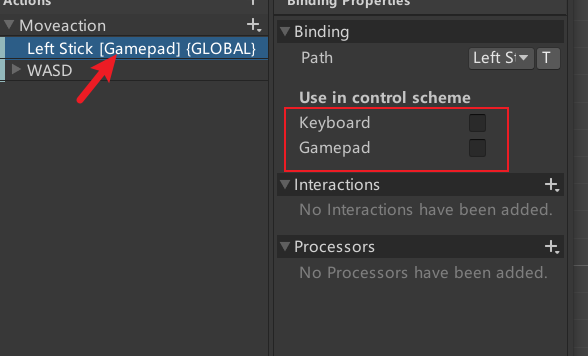 Actions
Binding Properties
Moveaction
Left Stick [Gamepad] {GLOBAL}
WASD
Binding
Path
Left S
T
Use in control scheme
Keyboard
Gamepad
Interactions
No Interactions have been added.
Processors
No Processors have been added.